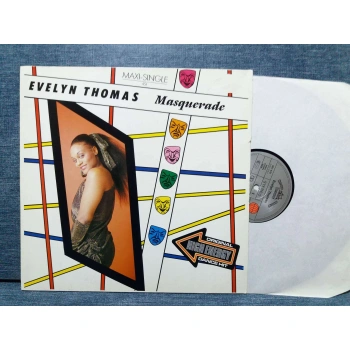 MAXI-SINGLE
EVELYN THOMAS Masquerade
ORIGINAL
HIGH ENERGY
DANCE HIT